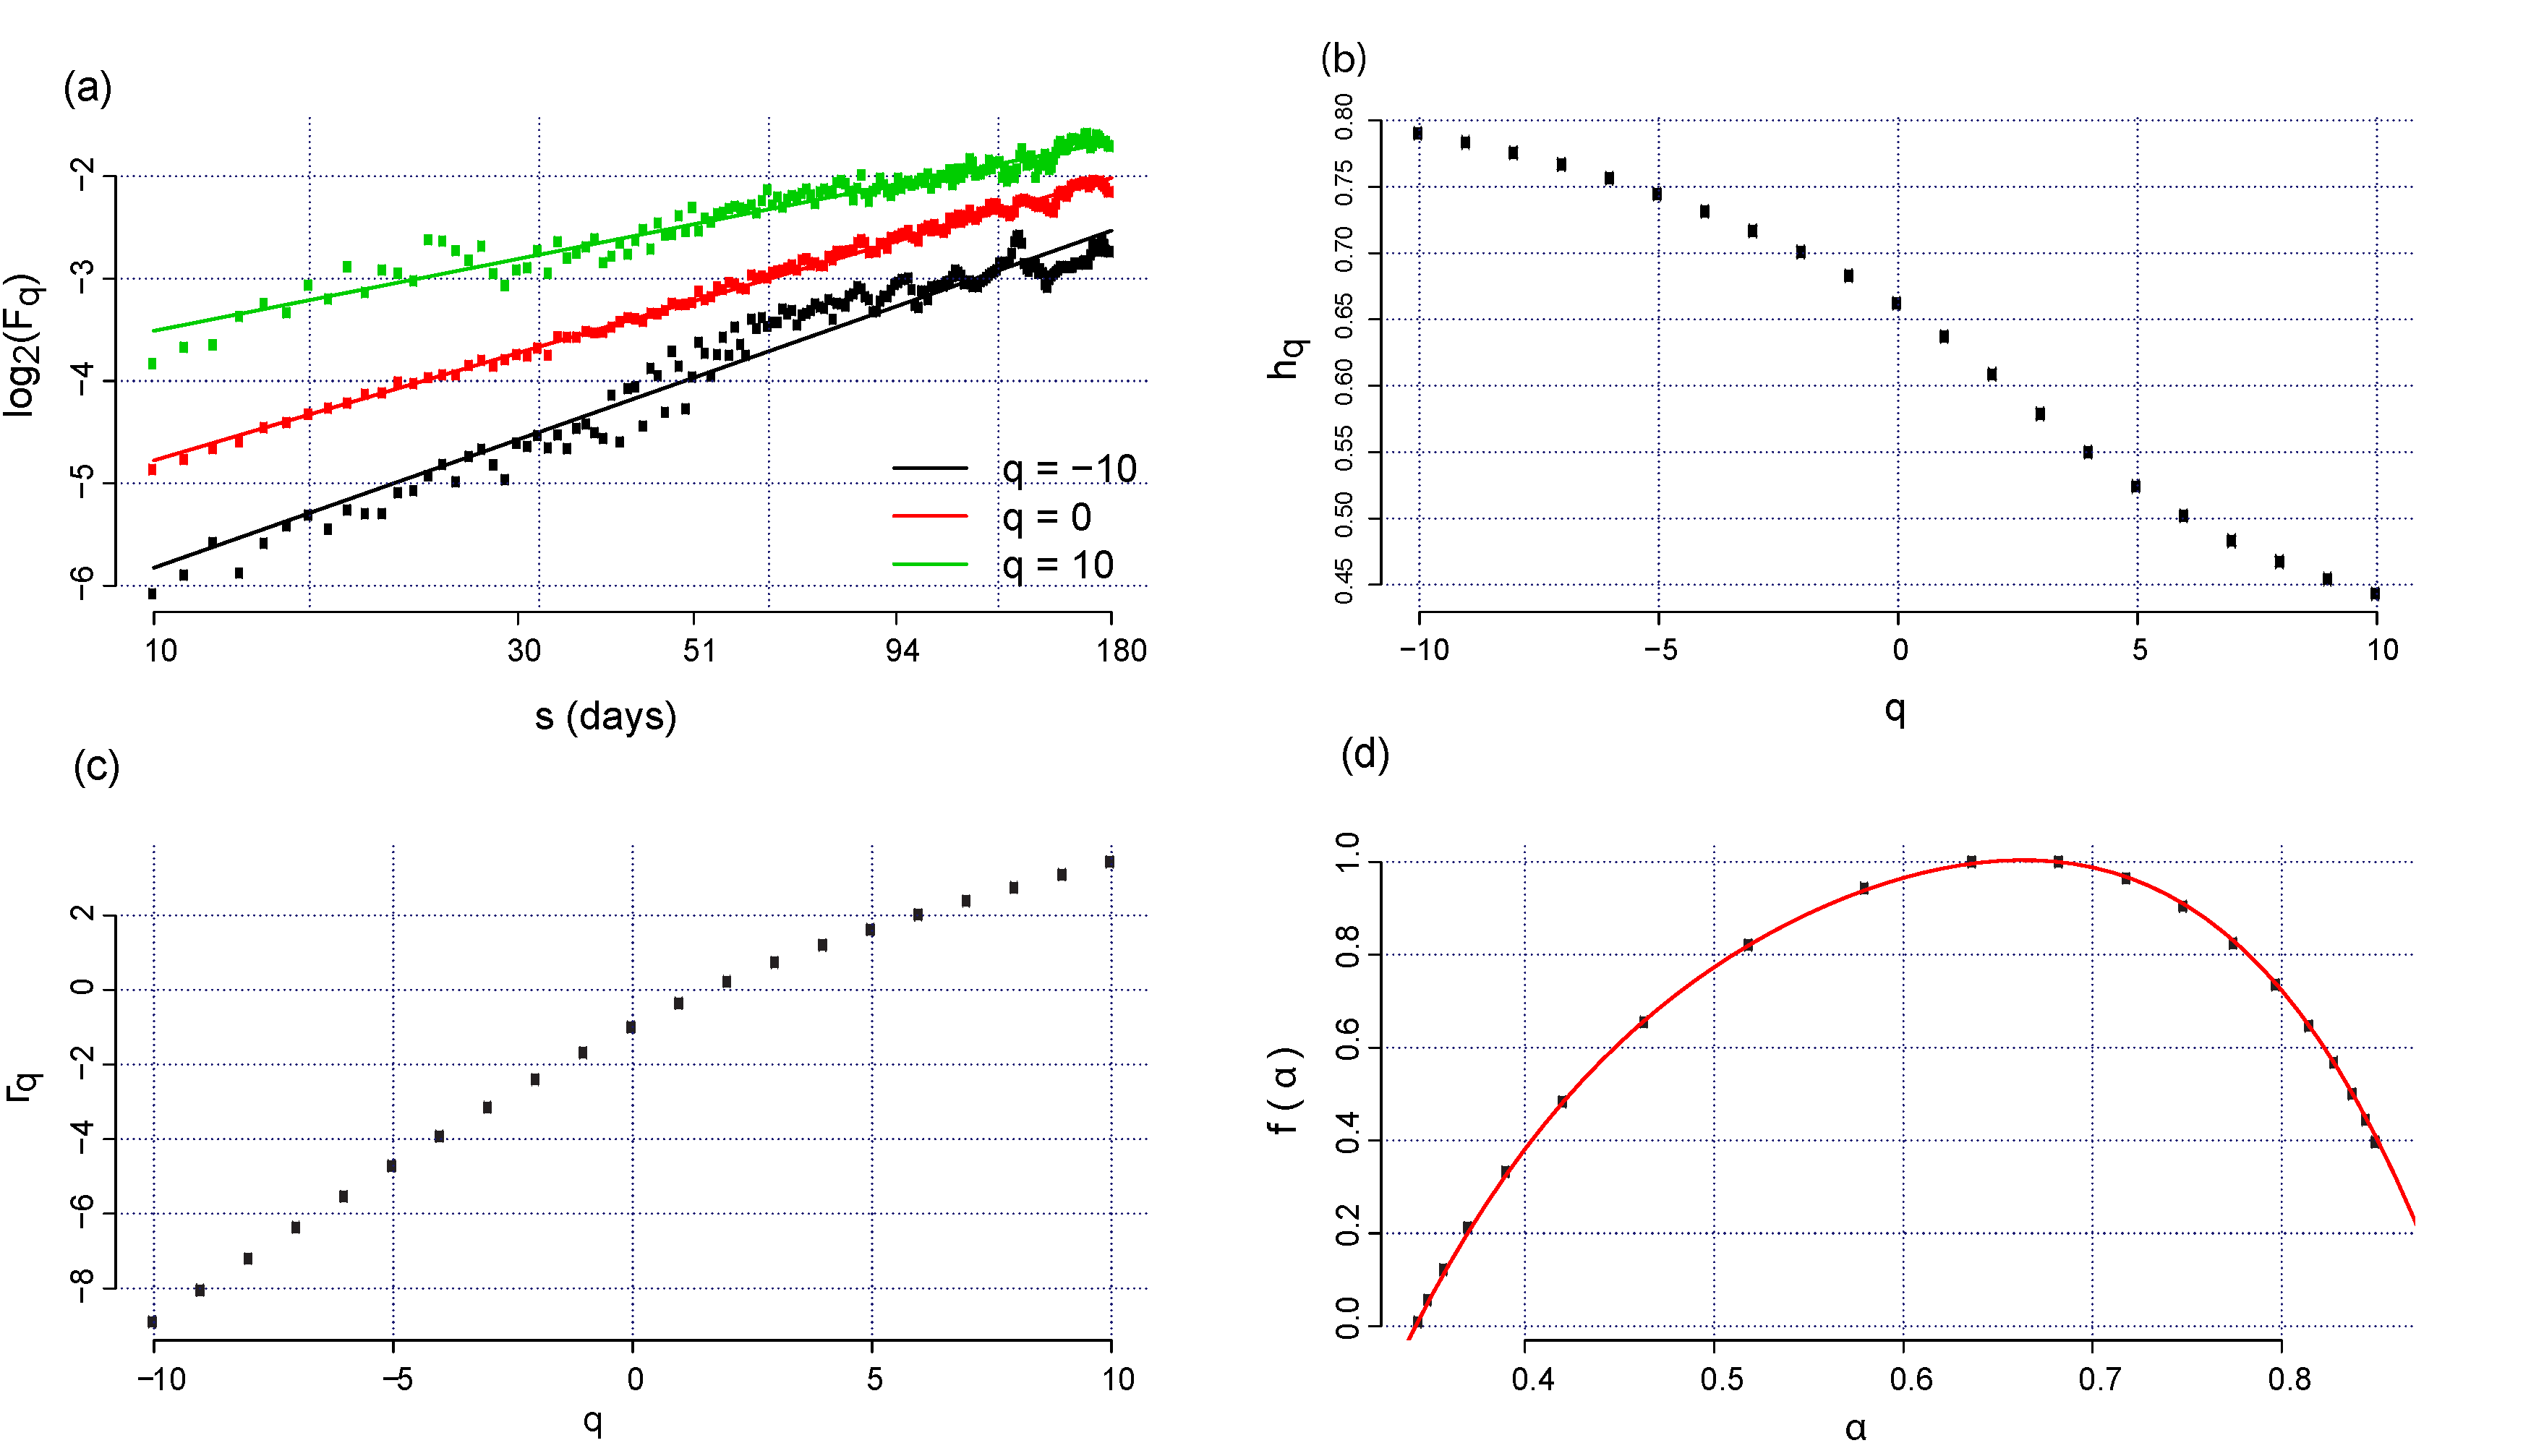 (a)
log2(Fq)
−2
−3
−4
−5
−6
q = −10
q = 0
q = 10
10 30 51 94 180
s (days)
(b)
hq
0.80
0.75
0.70
0.65
0.60
0.55
0.50
0.45
−10 −5 0 5 10
q
(c)
τq
2
0
−2
−4
−6
−8
−10 −5 0 5 10
q
(d)
f ( α )
1.0
0.8
0.6
0.4
0.2
0.0
0.4 0.5 0.6 0.7 0.8
α